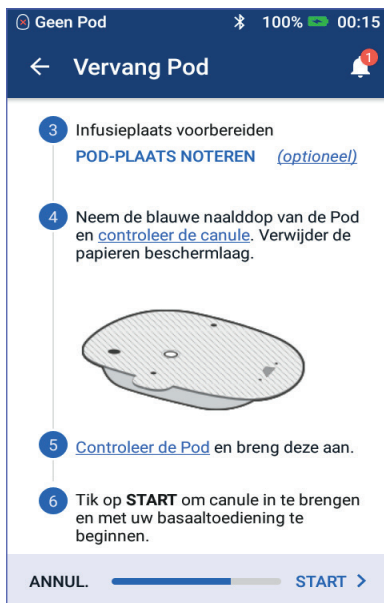 Geen Pod 100% 00:15
Vervang Pod 1
3 Infusieplaats voorbereiden
POD-PLAATS NOTEREN (optioneel)
4 Neem de blauwe naalddop van de Pod
en controleer de canule. Verwijder de
papieren beschermlaag.
5 Controleer de Pod en breng deze aan.
6 Tik op START om canule in te brengen
en met uw basaaltoediening te
beginnen.
ANNUL. START